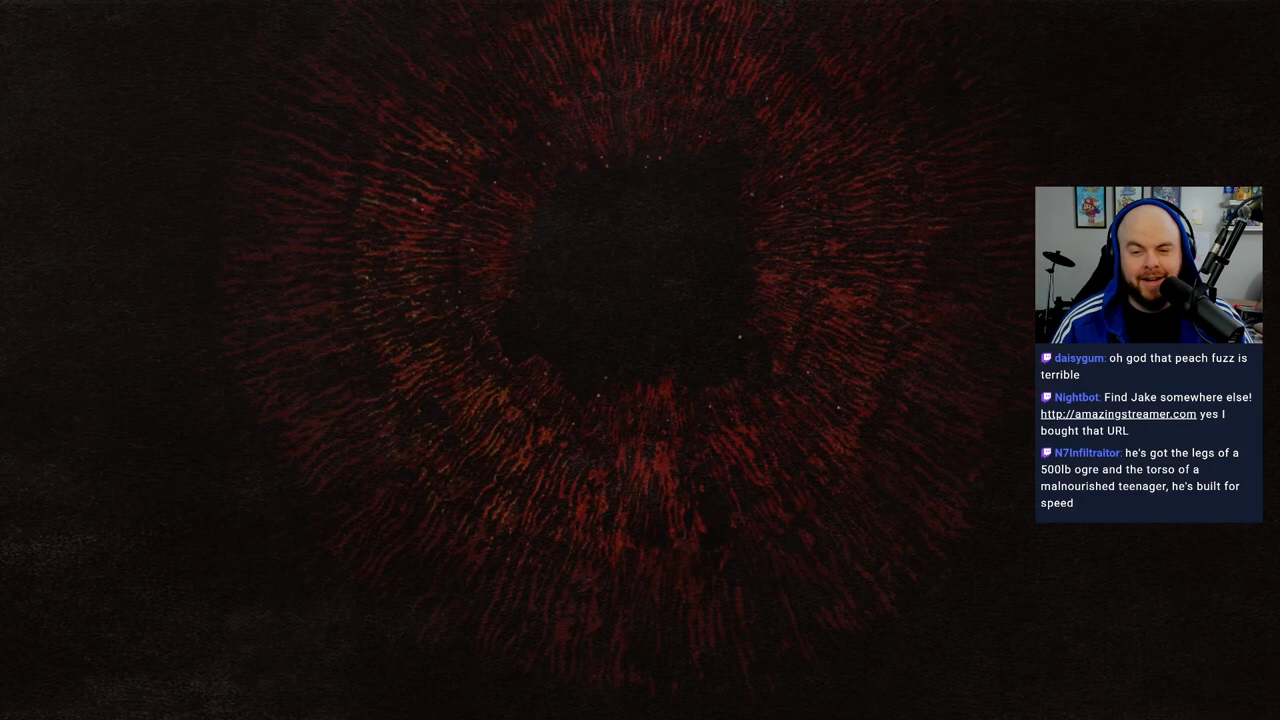 daisygum: oh god that peach fuzz is
terrible
Nightbot: Find Jake somewhere else!
http://amazingstreamer.com yes I
bought that URL
N7Infiltraitor: he's got the legs of a
500lb ogre and the torso of a
malnourished teenager, he's built for
speed